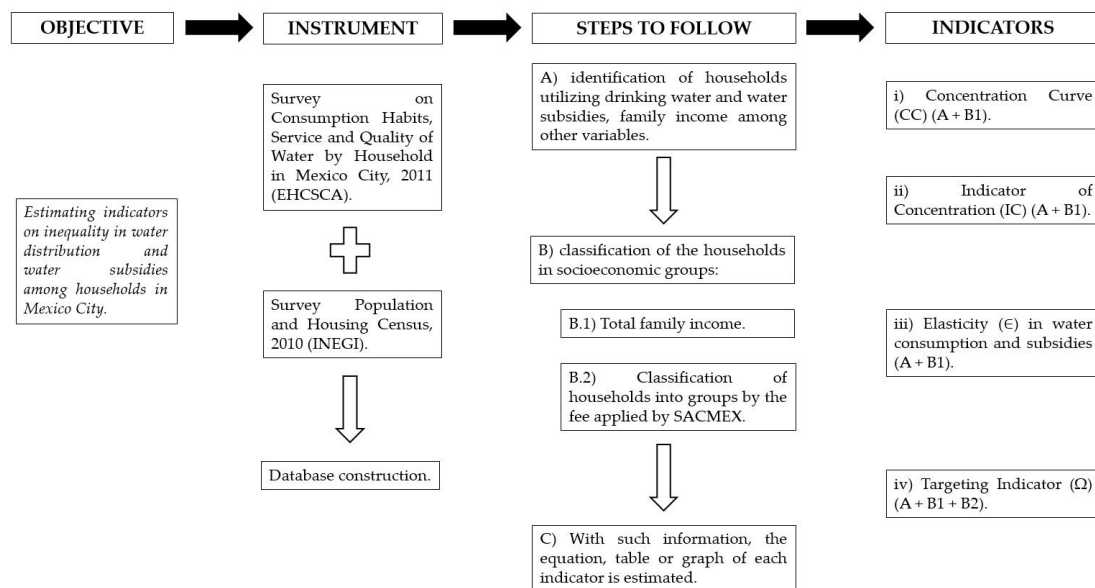 OBJECTIVE
INSTRUMENT
STEPS TO FOLLOW
INDICATORS
Estimating indicators
on inequality in water
distribution and
water subsidies
among households in
Mexico City.
Survey on
Consumption Habits,
Service and Quality of
Water by Household
in Mexico City, 2011
(EHCSCA).
Survey Population
and Housing Census,
2010 (INEGI).
Database construction.
A) identification of households
utilizing drinking water and water
subsidies, family income among
other variables.
B) classification of the households
in socioeconomic groups:
B.1) Total family income.
B.2) Classification of
households into groups by the
fee applied by SACMEX.
C) With such information, the
equation, table or graph of each
indicator is estimated.
i) Concentration Curve
(CC) (A + B1).
ii) Indicator of
Concentration (IC) (A + B1).
iii) Elasticity (∈) in water
consumption and subsidies
(A + B1).
iv) Targeting Indicator (Ω)
(A + B1 + B2).